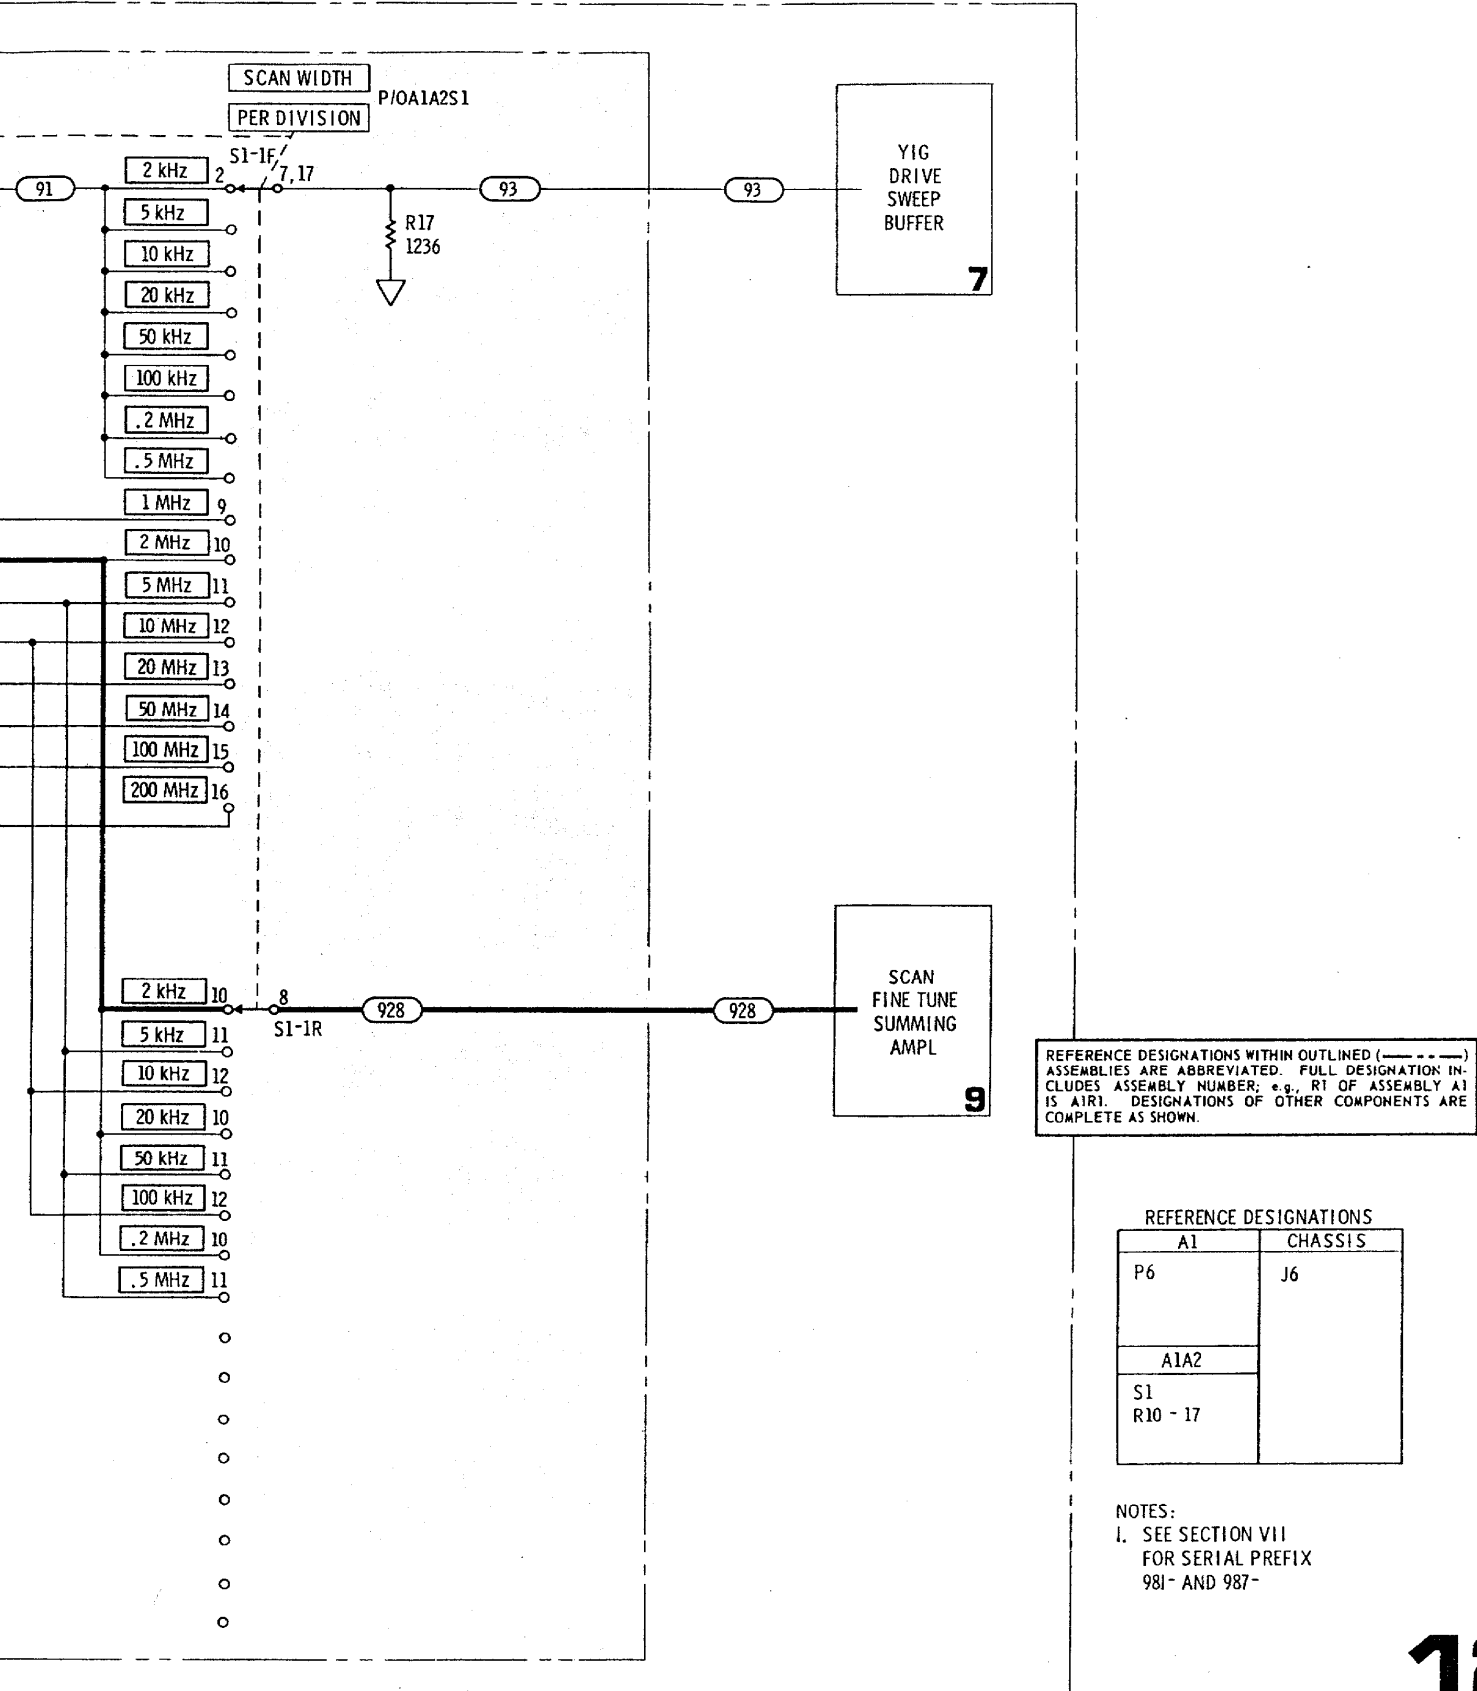 SCAN WIDTH
PER DIVISION
P/OA1A2S1
S1-1F
7,17
91
2 kHz 2
5 kHz
10 kHz
20 kHz
50 kHz
100 kHz
.2 MHz
.5 MHz
1 MHz 9
2 MHz 10
5 MHz 11
10 MHz 12
20 MHz 13
50 MHz 14
100 MHz 15
200 MHz 16
R17
1236
93
93
YIG
DRIVE
SWEEP
BUFFER
7
2 kHz 10
5 kHz 11
10 kHz 12
20 kHz 10
50 kHz 11
100 kHz 12
.2 MHz 10
.5 MHz 11
8
S1-1R
928
928
SCAN
FINE TUNE
SUMMING
AMPL
9
REFERENCE DESIGNATIONS WITHIN OUTLINED (—— - - ——)
ASSEMBLIES ARE ABBREVIATED. FULL DESIGNATION IN-
CLUDES ASSEMBLY NUMBER; e.g., R1 OF ASSEMBLY A1
IS A1R1. DESIGNATIONS OF OTHER COMPONENTS ARE
COMPLETE AS SHOWN.
REFERENCE DESIGNATIONS
A1 CHASSIS
P6 J6
A1A2
S1
R10 - 17
NOTES:
1. SEE SECTION VII
FOR SERIAL PREFIX
981- AND 987-